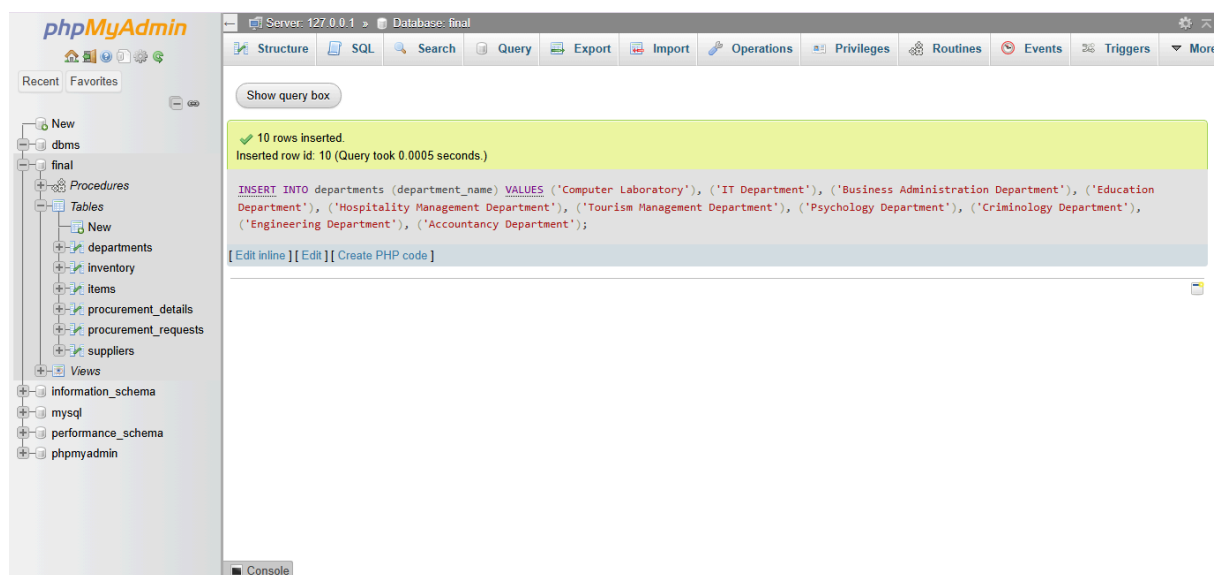 phpMyAdmin
Recent Favorites
New
dbms
final
Procedures
Tables
New
departments
inventory
items
procurement_details
procurement_requests
suppliers
Views
information_schema
mysql
performance_schema
phpmyadmin
Server: 127.0.0.1 » Database: final
Structure SQL Search Query Export Import Operations Privileges Routines Events Triggers More
Show query box
10 rows inserted.
Inserted row id: 10 (Query took 0.0005 seconds.)
INSERT INTO departments (department_name) VALUES ('Computer Laboratory'), ('IT Department'), ('Business Administration Department'), ('Education
Department'), ('Hospitality Management Department'), ('Tourism Management Department'), ('Psychology Department'), ('Criminology Department'),
('Engineering Department'), ('Accountancy Department');
[ Edit inline ] [ Edit ] [ Create PHP code ]
Console